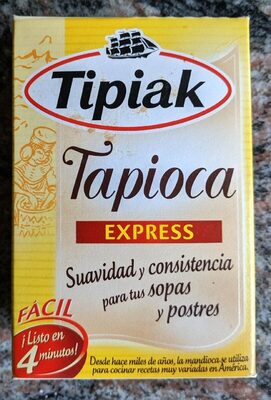 Tipiak
Tapioca
EXPRESS
Suavidad y consistencia
para tus sopas
y postres
FÁCIL
¡Listo en
4 minutos!
Desde hace miles de años, la mandioca se utiliza
para cocinar recetas muy variadas en América.